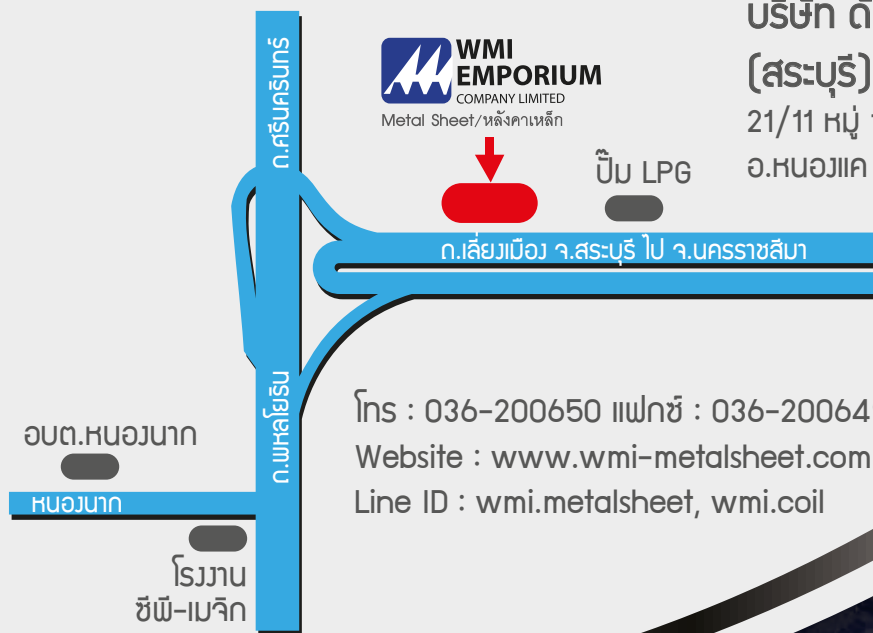 บริษัท
(สระบุรี)
21/11 หมู่
อ.หนองแค
WMI
EMPORIUM
COMPANY LIMITED
Metal Sheet/หลังคาเหล็ก
ถ.ศรีนครินทร์
ปั๊ม LPG
ถ.เลี่ยงเมือง จ.สระบุรี ไป จ.นครราชสีมา
ถ.พหลโยธิน
โทร : 036-200650 แฟกซ์ : 036-20064
Website : www.wmi-metalsheet.com
Line ID : wmi.metalsheet, wmi.coil
อบต.หนองนาก
หนองนาก
โรงงาน
ซีพี-เมจิก